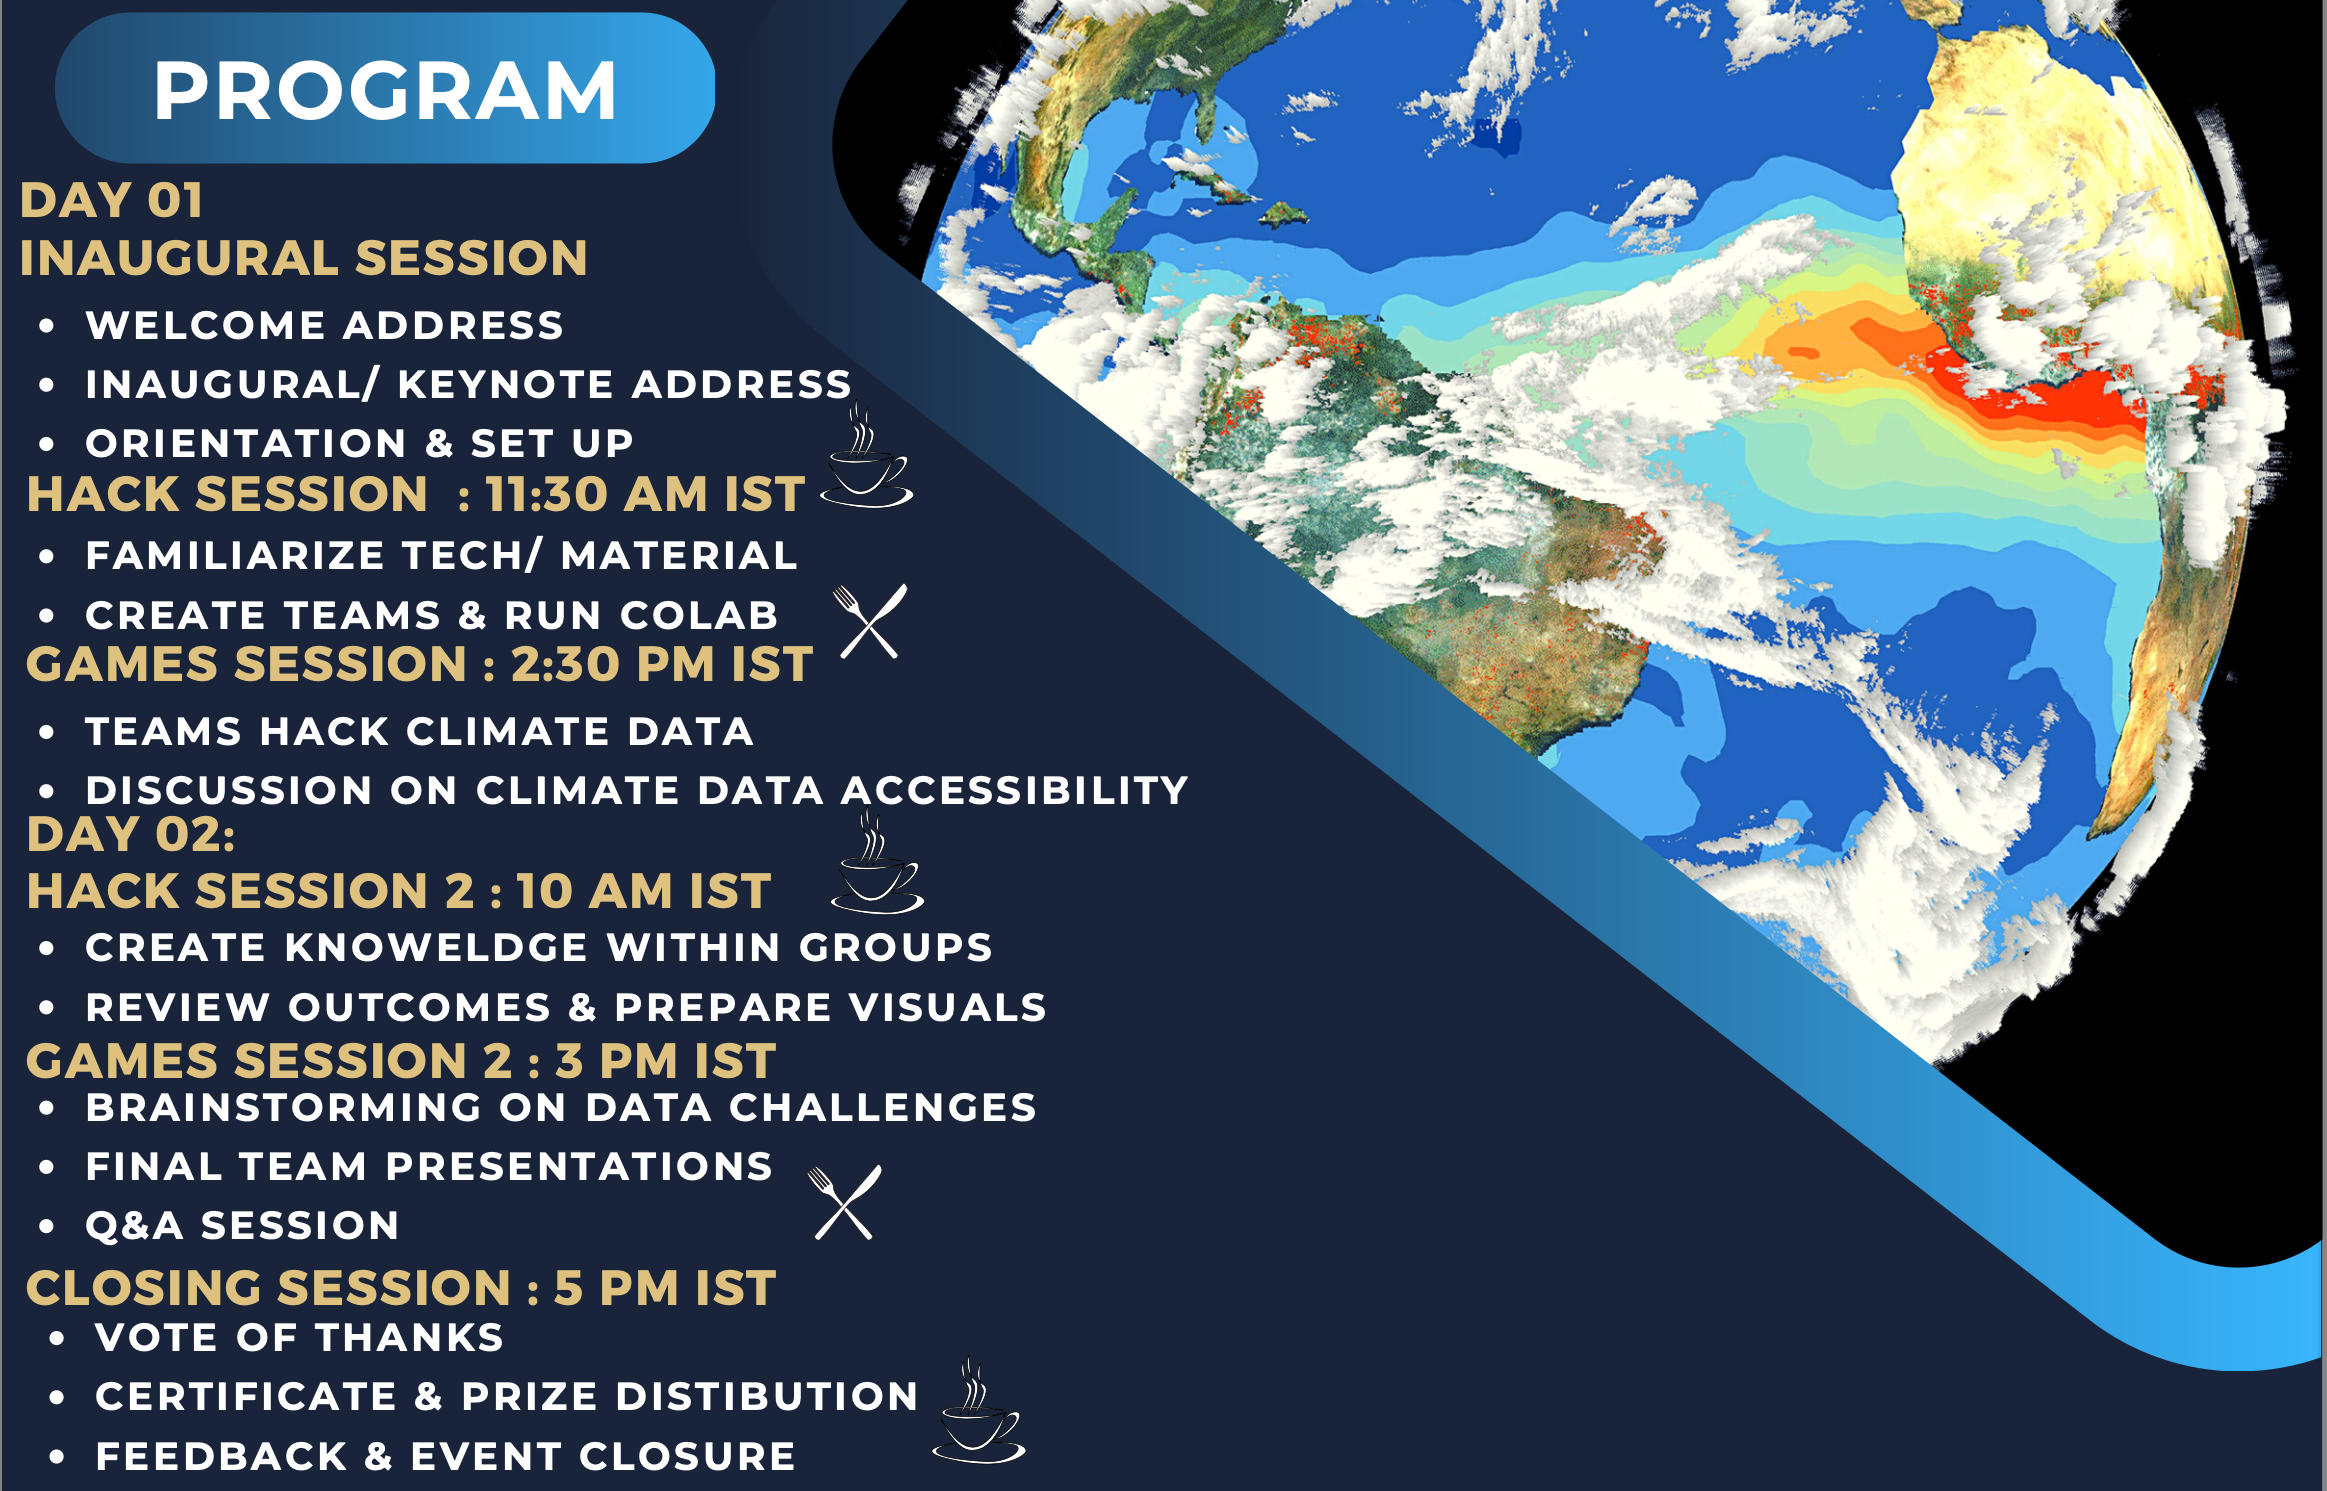 PROGRAM
DAY 01
INAUGURAL SESSION
• WELCOME ADDRESS
• INAUGURAL/ KEYNOTE ADDRESS
• ORIENTATION & SET UP
HACK SESSION : 11:30 AM IST
• FAMILIARIZE TECH/ MATERIAL
• CREATE TEAMS & RUN COLAB
GAMES SESSION : 2:30 PM IST
• TEAMS HACK CLIMATE DATA
• DISCUSSION ON CLIMATE DATA ACCESSIBILITY
DAY 02:
HACK SESSION 2 : 10 AM IST
• CREATE KNOWELDGE WITHIN GROUPS
• REVIEW OUTCOMES & PREPARE VISUALS
GAMES SESSION 2 : 3 PM IST
• BRAINSTORMING ON DATA CHALLENGES
• FINAL TEAM PRESENTATIONS
• Q&A SESSION
CLOSING SESSION : 5 PM IST
• VOTE OF THANKS
• CERTIFICATE & PRIZE DISTIBUTION
• FEEDBACK & EVENT CLOSURE